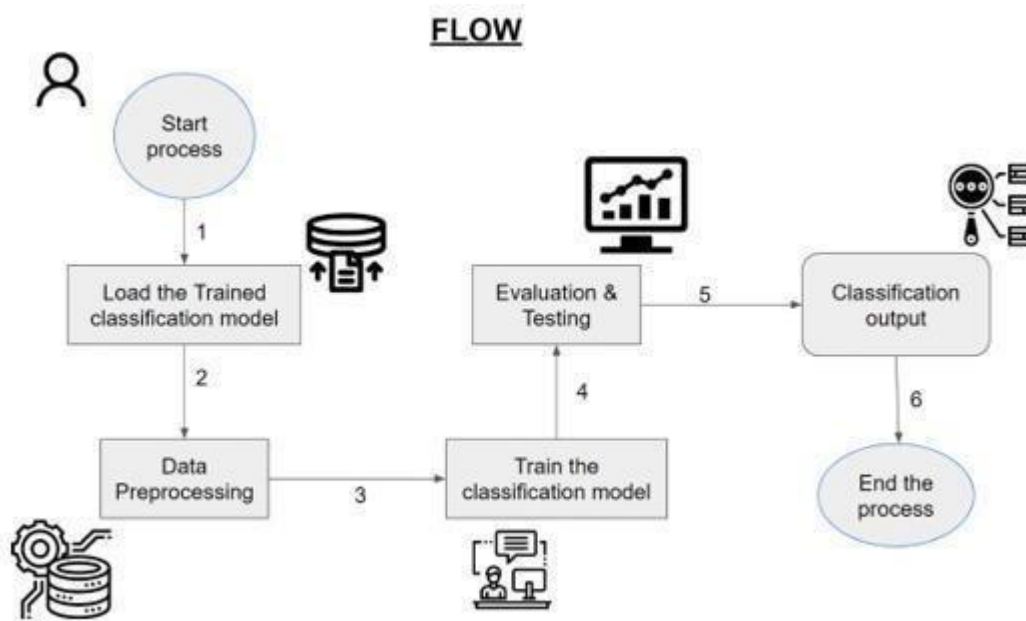 FLOW
Start
process
1
Load the Trained
classification model
2
Data
Preprocessing
3
Train the
classification model
4
Evaluation &
Testing
5
Classification
output
6
End the
process